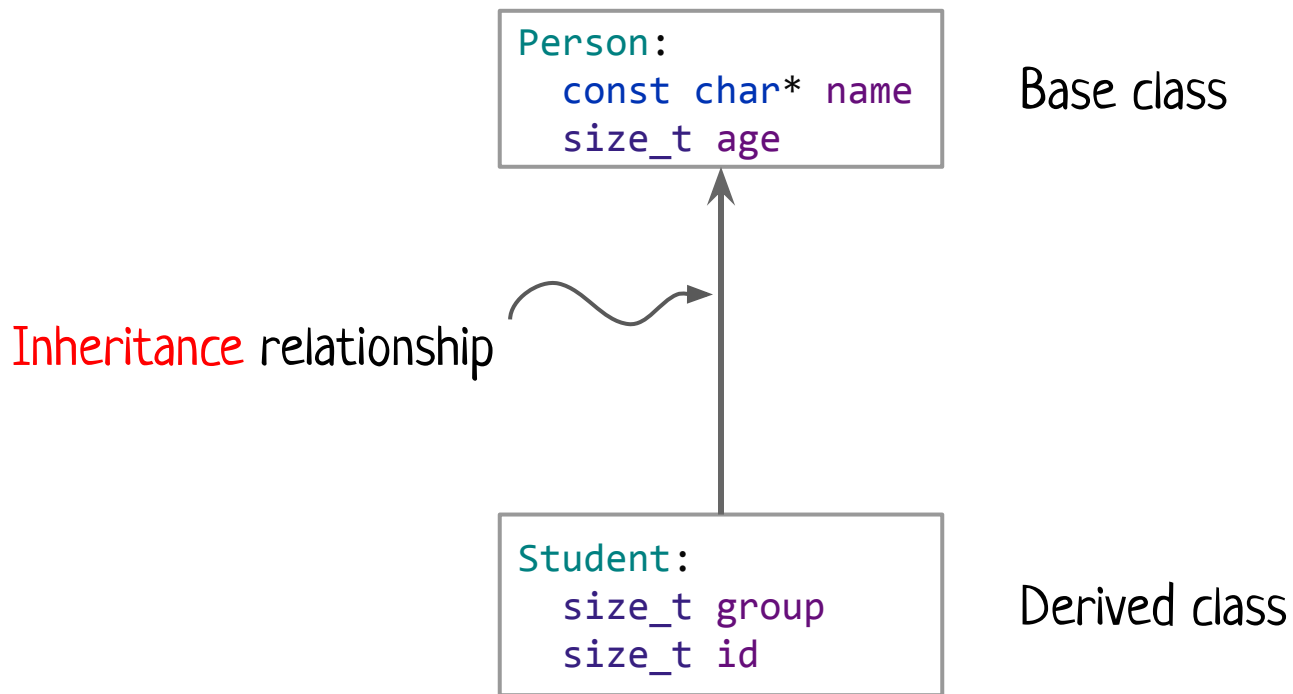 Person:
const char* name
size_t age
Base class
Inheritance relationship
Student:
size_t group
size_t id
Derived class